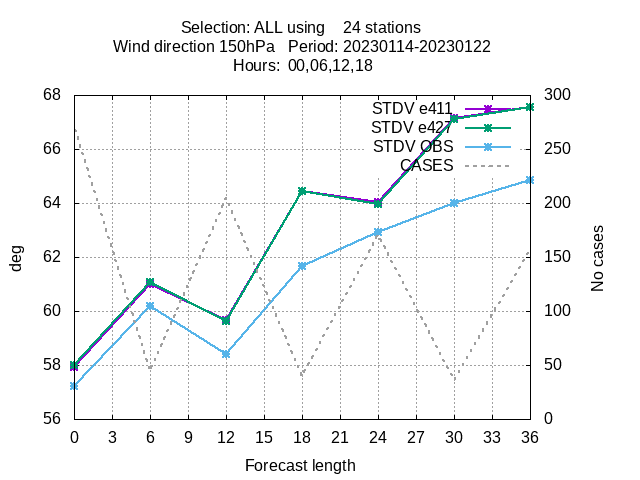 Selection: ALL using 24 stations
Wind direction 150hPa Period: 20230114-20230122
Hours: 00,06,12,18
68 300
STDV e411
STDV e427
66 250
STDV OBS
CASES
64 200
62 150
deg
No cases
60 100
58 50
56 0
0 3 6 9 12 15 18 21 24 27 30 33 36
Forecast length